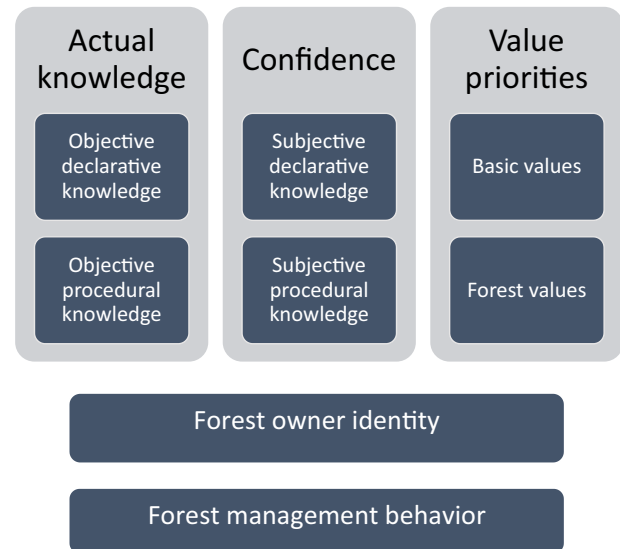 Actual
knowledge
Objective
declarative
knowledge
Objective
procedural
knowledge
Confidence
Subjective
declarative
knowledge
Subjective
procedural
knowledge
Value
priorities
Basic values
Forest values
Forest owner identity
Forest management behavior